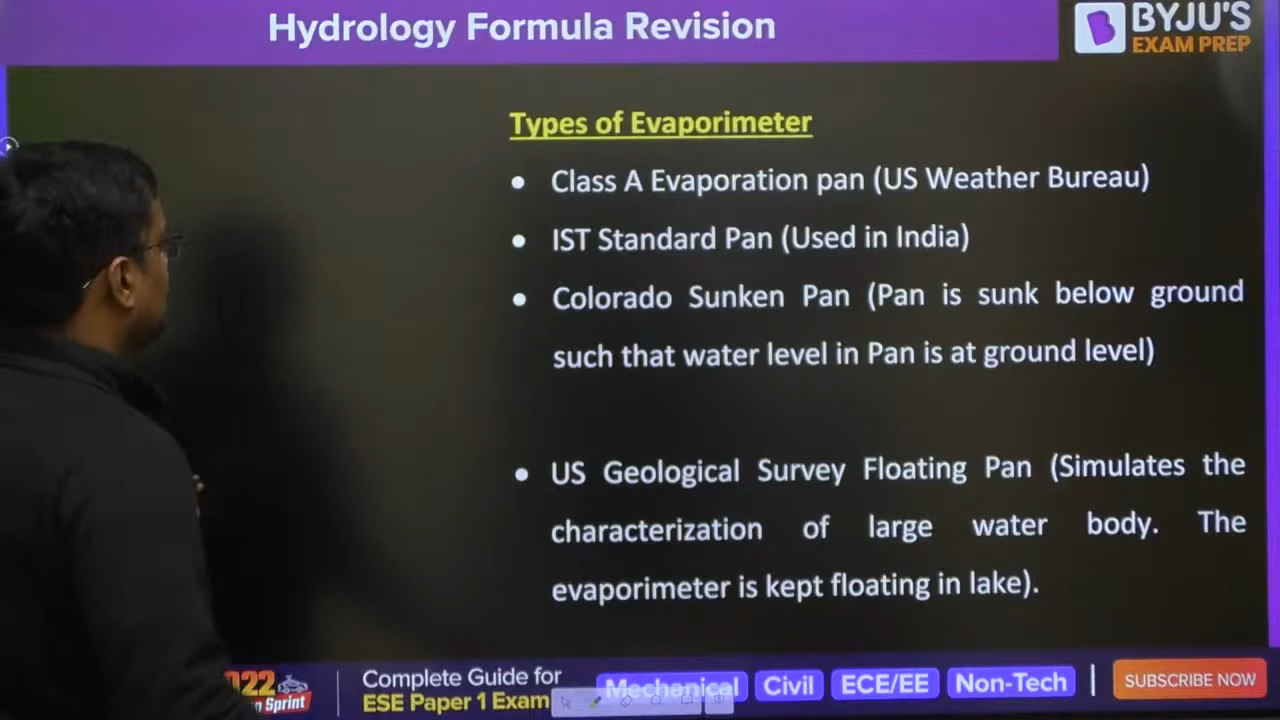 Hydrology Formula Revision
BYJU'S
EXAM PREP
Types of Evaporimeter
• Class A Evaporation pan (US Weather Bureau)
• IST Standard Pan (Used in India)
• Colorado Sunken Pan (Pan is sunk below ground
such that water level in Pan is at ground level)
• US Geological Survey Floating Pan (Simulates the
characterization of large water body. The
evaporimeter is kept floating in lake).
Sprint
Complete Guide for
ESE Paper 1 Exam
Mechanical Civil ECE/EE Non-Tech
SUBSCRIBE NOW